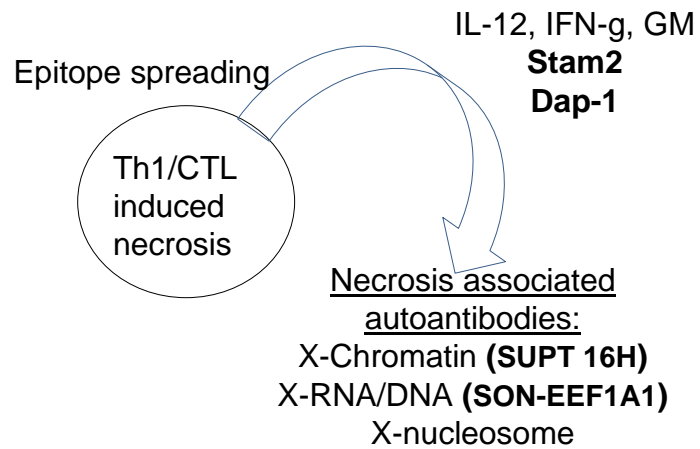 IL-12, IFN-g, GM
Stam2
Dap-1
Epitope spreading
Th1/CTL
induced
necrosis
Necrosis associated
autoantibodies:
X-Chromatin (SUPT 16H)
X-RNA/DNA (SON-EEF1A1)
X-nucleosome